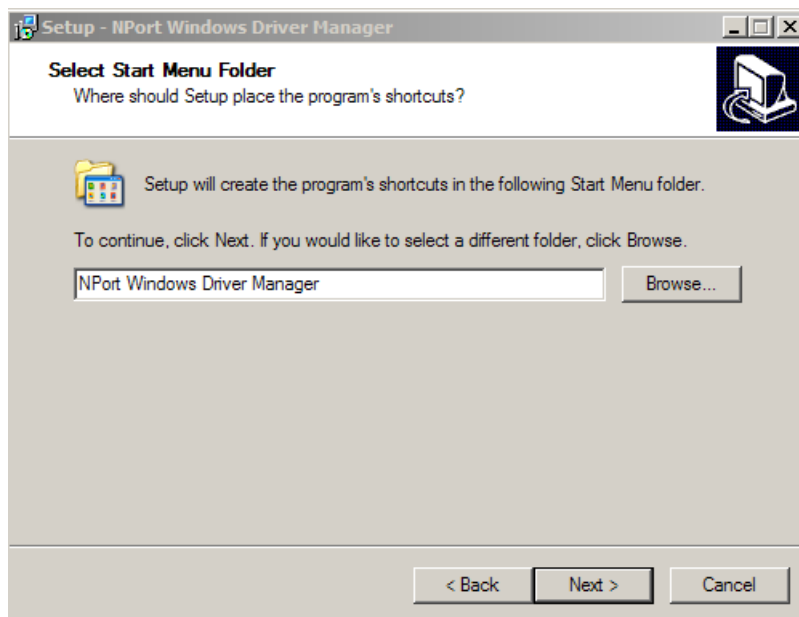 Setup - NPort Windows Driver Manager
Select Start Menu Folder
Where should Setup place the program's shortcuts?
Setup will create the program's shortcuts in the following Start Menu folder.
To continue, click Next. If you would like to select a different folder, click Browse.
NPort Windows Driver Manager
Browse...
< Back
Next >
Cancel